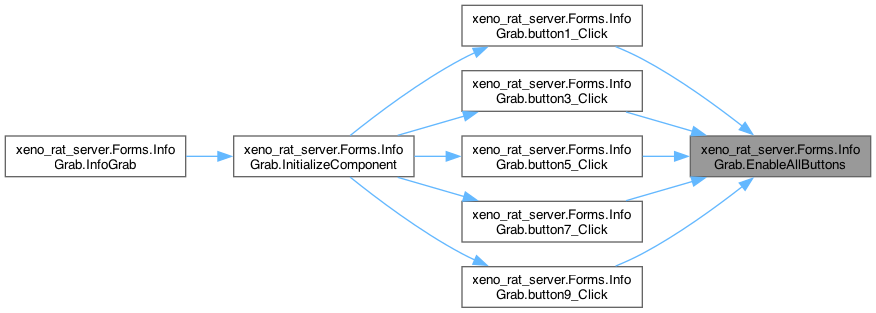 xeno_rat_server.Forms.Info
Grab.InfoGrab
xeno_rat_server.Forms.Info
Grab.InitializeComponent
xeno_rat_server.Forms.Info
Grab.button1_Click
xeno_rat_server.Forms.Info
Grab.button3_Click
xeno_rat_server.Forms.Info
Grab.button5_Click
xeno_rat_server.Forms.Info
Grab.button7_Click
xeno_rat_server.Forms.Info
Grab.button9_Click
xeno_rat_server.Forms.Info
Grab.EnableAllButtons